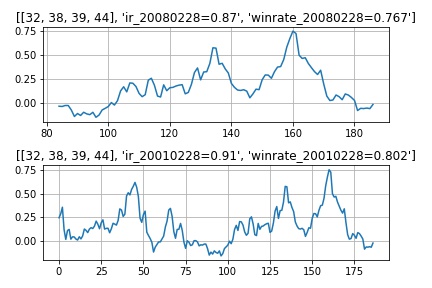 [[32, 38, 39, 44], 'ir_20080228=0.87', 'winrate_20080228=0.767']
0.75
0.50
0.25
0.00
80 100 120 140 160 180
[[32, 38, 39, 44], 'ir_20010228=0.91', 'winrate_20010228=0.802']
0.75
0.50
0.25
0.00
0 25 50 75 100 125 150 175